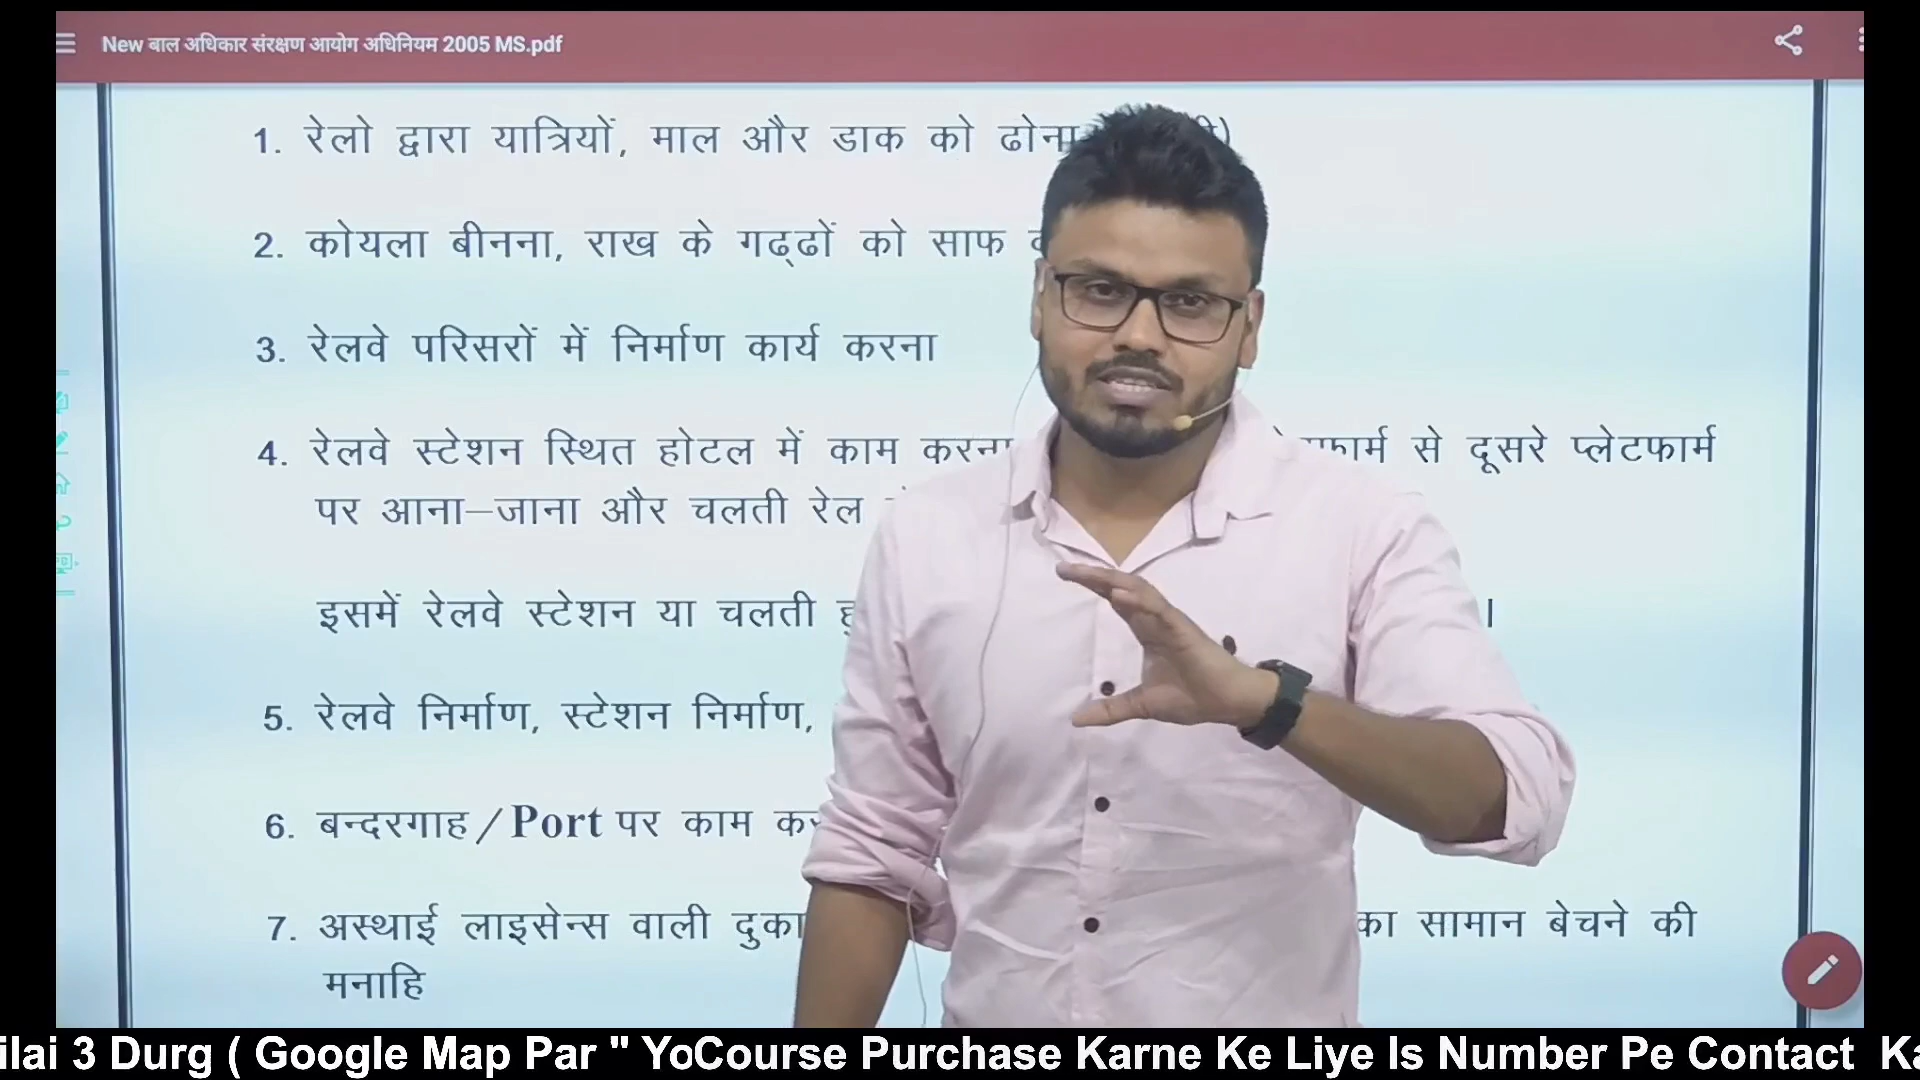 New बाल अधिकार संरक्षण आयोग अधिनियम 2005 MS.pdf
1. रेलो द्वारा यात्रियों, माल और डाक को ढोना
2. कोयला बीनना, राख के गढ्ढों को साफ
3. रेलवे परिसरों में निर्माण कार्य करना
4. रेलवे स्टेशन स्थित होटल में काम करना से दूसरे प्लेटफार्म
पर आना–जाना और चलती रेल
इसमें रेलवे स्टेशन या चलती
5. रेलवे निर्माण, स्टेशन निर्माण,
6. बन्दरगाह/Port पर काम
7. अस्थाई लाइसेन्स वाली का सामान बेचने की
मनाहि
3 Durg ( Google Map Par " YoCourse Purchase Karne Ke Liye Is Number Pe Contact